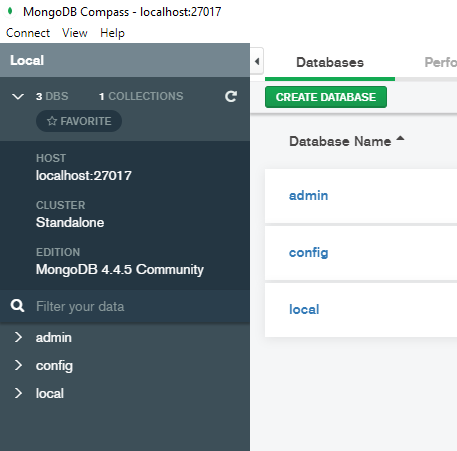 MongoDB Compass - localhost:27017
Connect View Help
Local
3 DBS 1 COLLECTIONS
FAVORITE
HOST
localhost:27017
CLUSTER
Standalone
EDITION
MongoDB 4.4.5 Community
Filter your data
admin
config
local
Databases Perfo
CREATE DATABASE
Database Name
admin
config
local